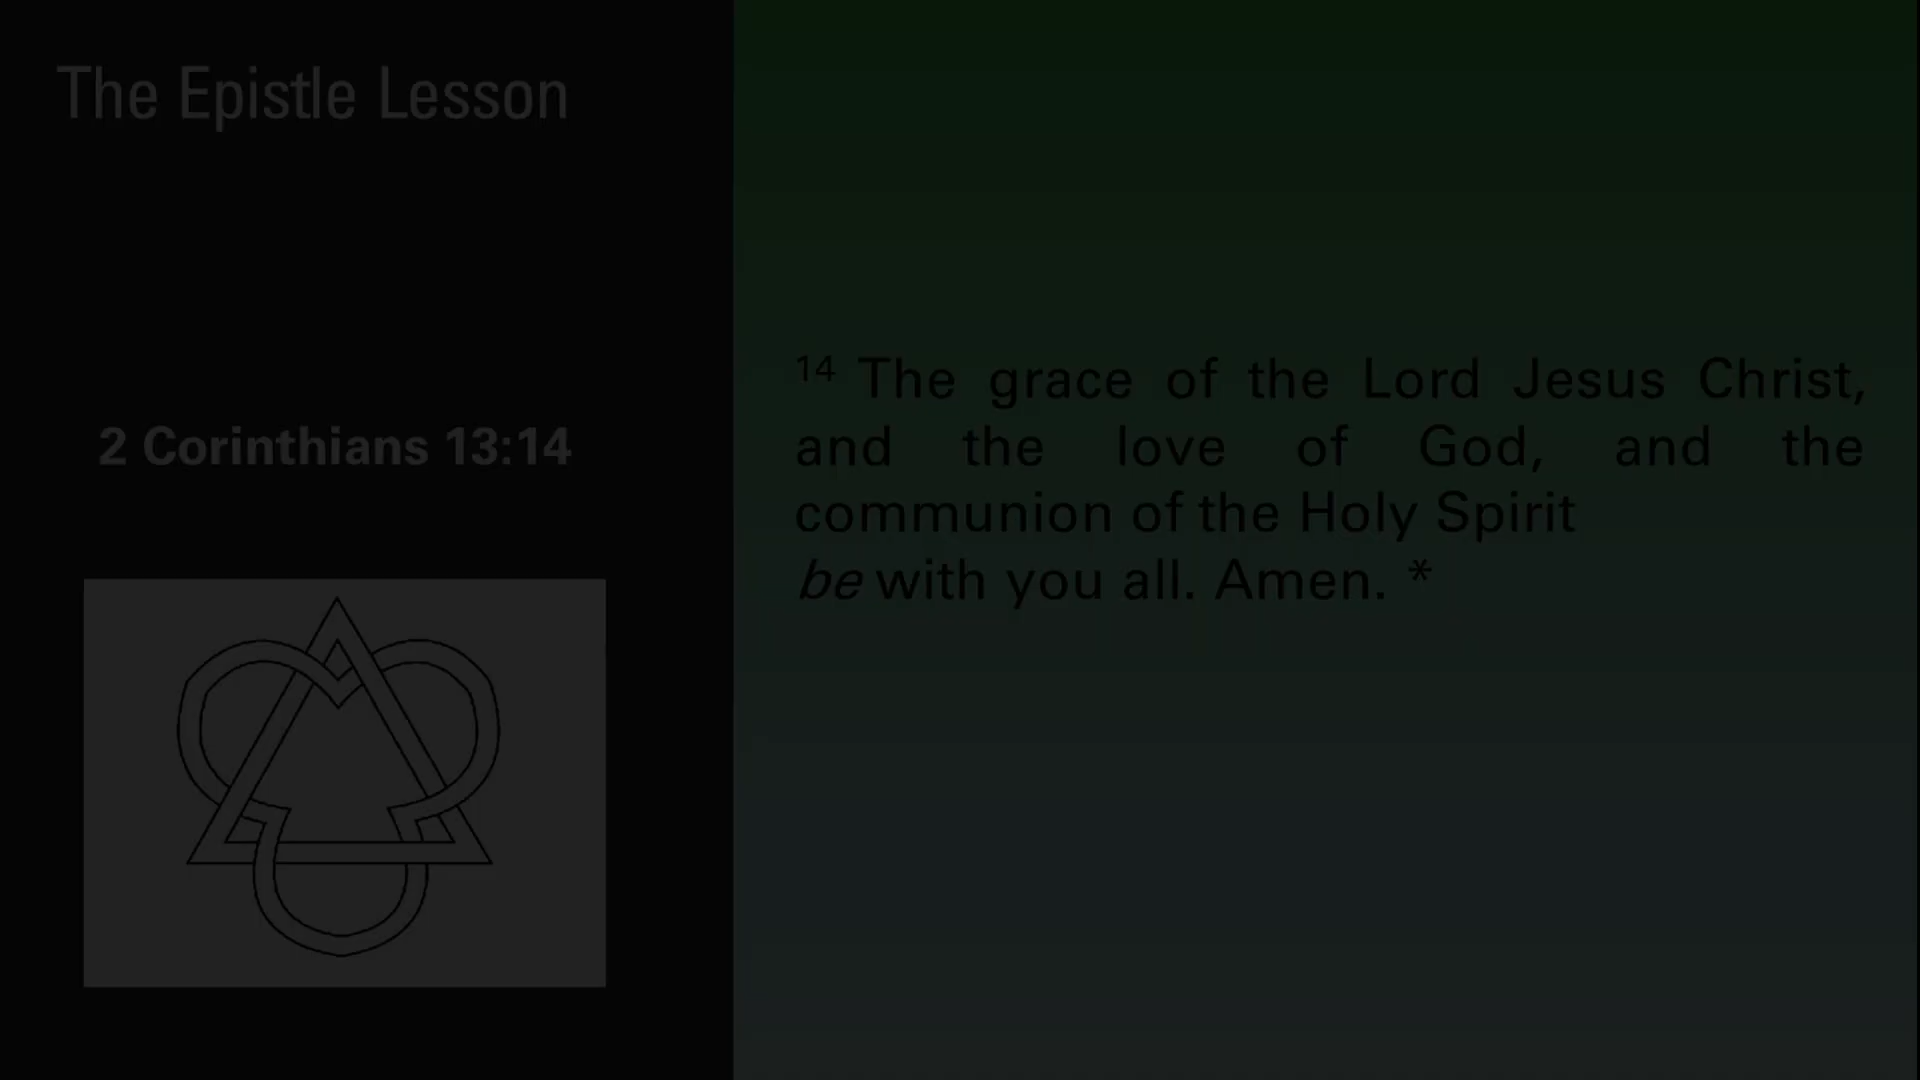 The Epistle Lesson
2 Corinthians 13:14
14 The grace of the Lord Jesus Christ,
and the love of God, and the
communion of the Holy Spirit
be with you all. Amen. *